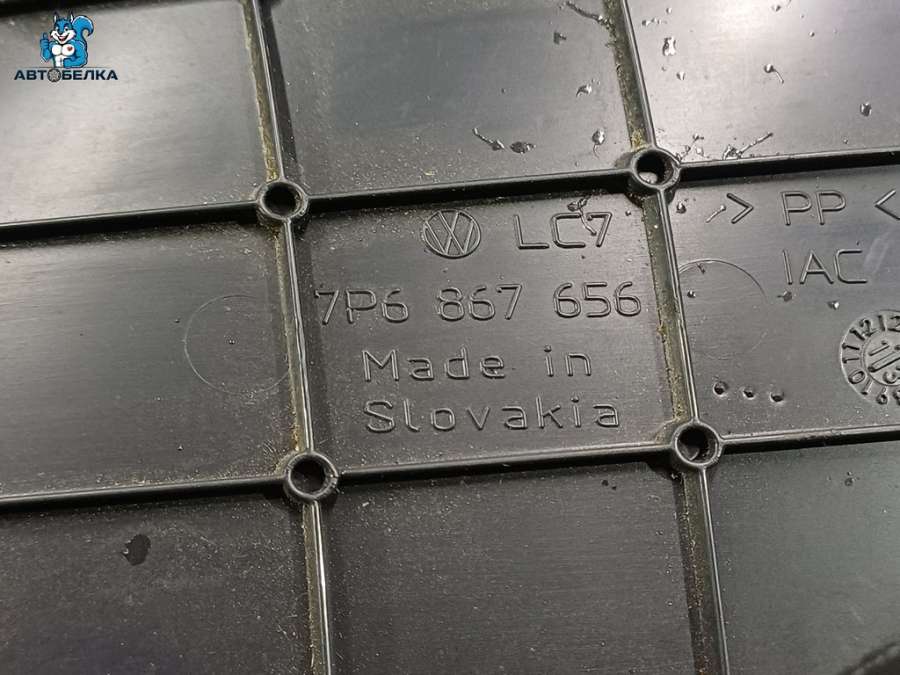 АВТОБЕЛКА
LC7
7P6 867 656
Made in
Slovakia
> PP <
IAC